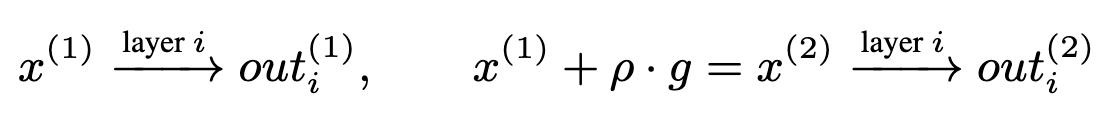 x^{(1)} \xrightarrow{\text{layer } i} out_i^{(1)}, \qquad x^{(1)} + \rho \cdot g = x^{(2)} \xrightarrow{\text{layer } i} out_i^{(2)}